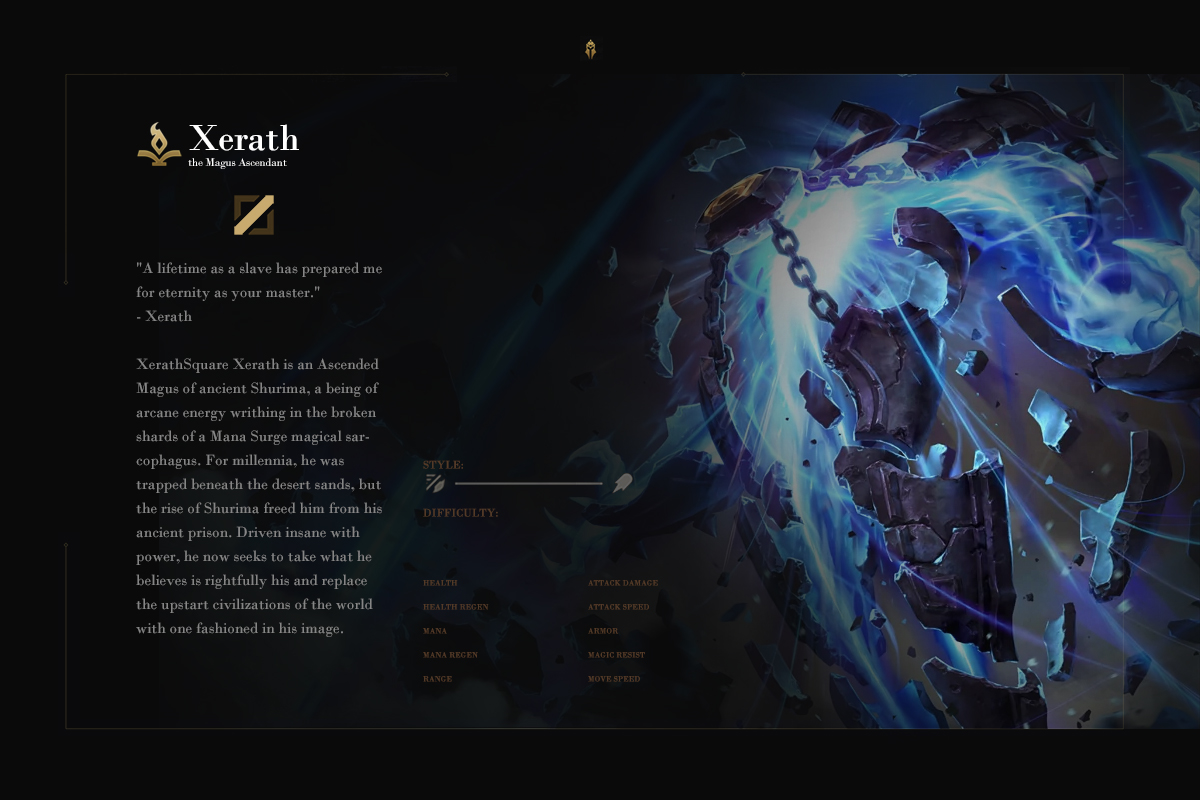 Xerath
the Magus Ascendant
"A lifetime as a slave has prepared me
for eternity as your master."
- Xerath
XerathSquare Xerath is an Ascended
Magus of ancient Shurima, a being of
arcane energy writhing in the broken
shards of a Mana Surge magical sar-
cophagus. For millennia, he was
trapped beneath the desert sands, but
the rise of Shurima freed him from his
ancient prison. Driven insane with
power, he now seeks to take what he
believes is rightfully his and replace
the upstart civilizations of the world
with one fashioned in his image.
STYLE:
DIFFICULTY:
HEALTH
HEALTH REGEN
MANA
MANA REGEN
RANGE
ATTACK DAMAGE
ATTACK SPEED
ARMOR
MAGIC RESIST
MOVE SPEED